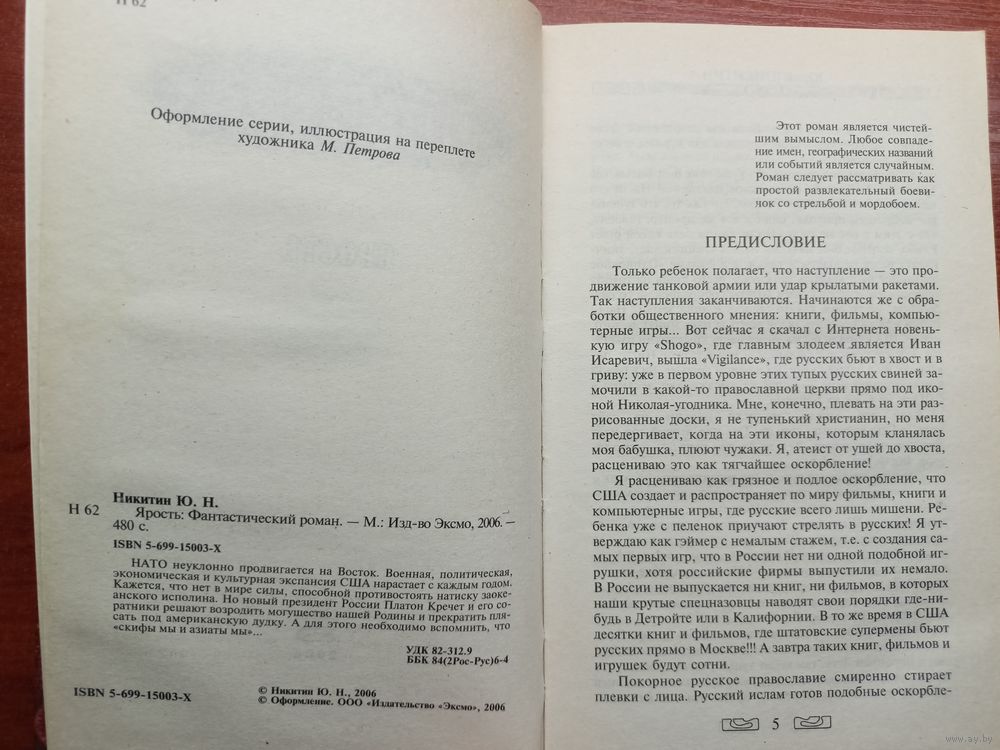 Н 62
Оформление серии, иллюстрация на переплете
художника М. Петрова
Никитин Ю. Н.
Н 62 Ярость: Фантастический роман. — М.: Изд-во Эксмо, 2006. —
480 с.
ISBN 5-699-15003-X
НАТО неуклонно продвигается на Восток. Военная, политическая,
экономическая и культурная экспансия США нарастает с каждым годом.
Кажется, что нет в мире силы, способной противостоять натиску заоке-
анского исполина. Но новый президент России Платон Кречет и его со-
ратники решают возродить могущество нашей Родины и прекратить пля-
сать под американскую дудку. А для этого необходимо вспомнить, что
«скифы мы и азиаты мы»...
УДК 82-312.9
ББК 84(2Рос-Рус)6-4
ISBN 5-699-15003-X
© Никитин Ю. Н., 2006
© Оформление. ООО «Издательство «Эксмо», 2006
Этот роман является чистей-
шим вымыслом. Любое совпаде-
ние имен, географических названий
или событий является случайным.
Роман следует рассматривать как
простой развлекательный боеви-
чок со стрельбой и мордобоем.
ПРЕДИСЛОВИЕ
Только ребенок полагает, что наступление — это про-
движение танковой армии или удар крылатыми ракетами.
Так наступления заканчиваются. Начинаются же с обра-
ботки общественного мнения: книги, фильмы, компью-
терные игры... Вот сейчас я скачал с Интернета новень-
кую игру «Shogo», где главным злодеем является Иван
Исаревич, вышла «Vigilance», где русских бьют в хвост и в
гриву: уже в первом уровне этих тупых русских свиней за-
мочили в какой-то православной церкви прямо под ико-
ной Николая-угодника. Мне, конечно, плевать на эти раз-
рисованные доски, я не тупенький христианин, но меня
передергивает, когда на эти иконы, которым кланялась
моя бабушка, плюют чужаки. Я, атеист от ушей до хвоста,
расцениваю это как тягчайшее оскорбление!
Я расцениваю как грязное и подлое оскорбление, что
США создает и распространяет по миру фильмы, книги и
компьютерные игры, где русские всего лишь мишени. Ре-
бенка уже с пеленок приучают стрелять в русских! Я ут-
верждаю как гэймер с немалым стажем, т.е. с создания са-
мых первых игр, что в России нет ни одной подобной иг-
рушки, хотя российские фирмы выпустили их немало.
В России не выпускается ни книг, ни фильмов, в которых
наши крутые спецназовцы наводят свои порядки где-ни-
будь в Детройте или в Калифорнии. В то же время в США
десятки книг и фильмов, где штатовские супермены бьют
русских прямо в Москве!!! А завтра таких книг, фильмов и
игрушек будут сотни.
Покорное русское православие смиренно стирает
плевки с лица. Русский ислам готов подобные оскорбле-
5
www.ay.by